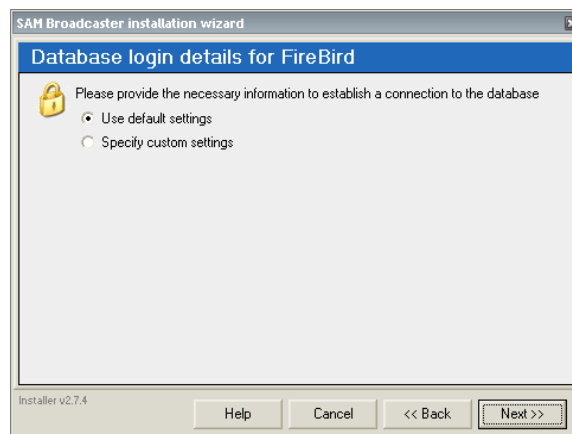 SAM Broadcaster installation wizard
Database login details for FireBird
Please provide the necessary information to establish a connection to the database
Use default settings
Specify custom settings
Installer v2.7.4
Help
Cancel
<< Back
Next >>